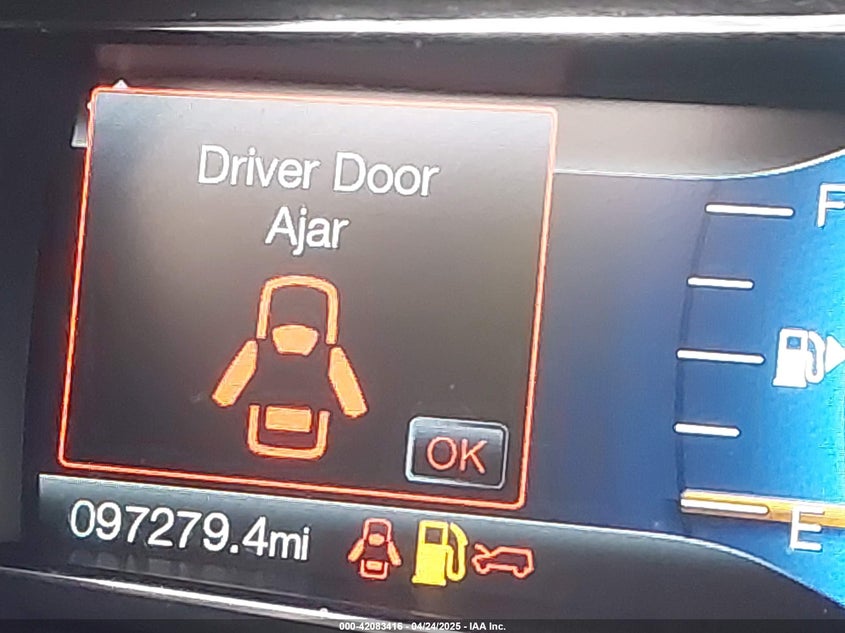 Driver Door
Ajar
OK
F
E
097279.4mi
000-42083416 - 04/24/2025 - IAA Inc.